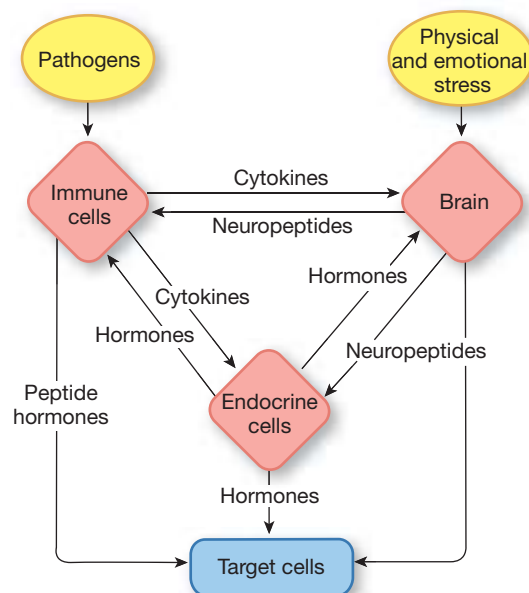 Pathogens
Physical
and emotional
stress
Immune
cells
Cytokines
Brain
Neuropeptides
Hormones
Cytokines
Hormones
Neuropeptides
Peptide
hormones
Endocrine
cells
Hormones
Target cells